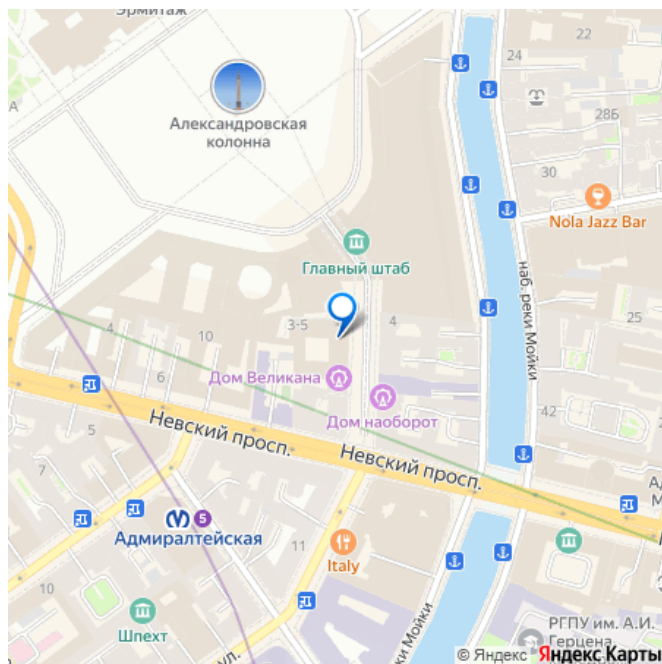 Эрмитаж
22
24
А
Александровская
колонна
28Б
30
Nola Jazz Bar
Главный штаб
наб. реки Мойки
4
10
3-5
4
25
6
Дом Великана
Дом наоборот
42
5
Невский просп.
Невский просп.
7
5
Адмиралтейская
11
Italy
10
Шпехт
ул.
ки Мойки
РГПУ им. А.И.
Герцена
© Яндекс Яндекс Карты